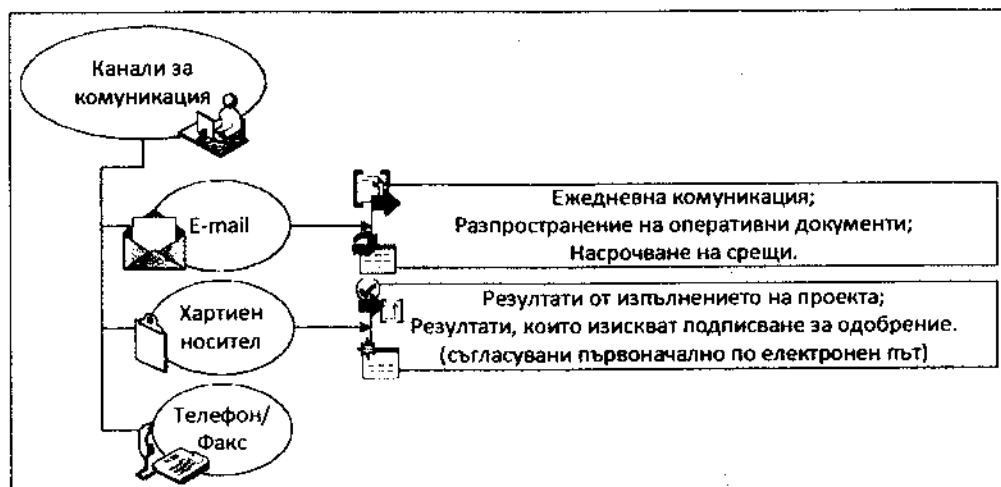 Канали за
комуникация
E-mail
Ежедневна комуникация;
Разпространение на оперативни документи;
Насрочване на срещи.
Хартиен
носител
Резултати от изпълнението на проекта;
Резултати, които изискват подписване за одобрение.
(съгласувани първоначално по електронен път)
Телефон/
Факс